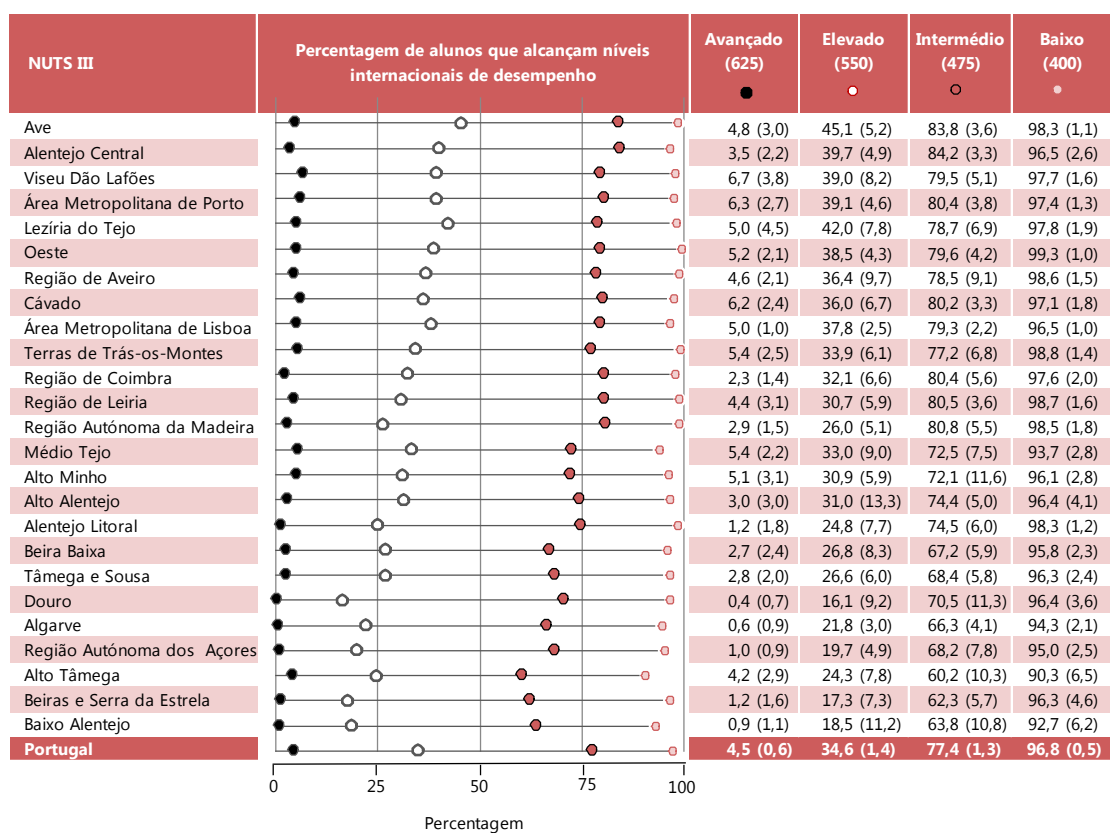 NUTS III
Percentagem de alunos que alcançam níveis
internacionais de desempenho
Avançado
(625)
Elevado
(550)
Intermédio
(475)
Baixo
(400)
Ave 4,8 (3,0) 45,1 (5,2) 83,8 (3,6) 98,3 (1,1)
Alentejo Central 3,5 (2,2) 39,7 (4,9) 84,2 (3,3) 96,5 (2,6)
Viseu Dão Lafões 6,7 (3,8) 39,0 (8,2) 79,5 (5,1) 97,7 (1,6)
Área Metropolitana de Porto 6,3 (2,7) 39,1 (4,6) 80,4 (3,8) 97,4 (1,3)
Lezíria do Tejo 5,0 (4,5) 42,0 (7,8) 78,7 (6,9) 97,8 (1,9)
Oeste 5,2 (2,1) 38,5 (4,3) 79,6 (4,2) 99,3 (1,0)
Região de Aveiro 4,6 (2,1) 36,4 (9,7) 78,5 (9,1) 98,6 (1,5)
Cávado 6,2 (2,4) 36,0 (6,7) 80,2 (3,3) 97,1 (1,8)
Área Metropolitana de Lisboa 5,0 (1,0) 37,8 (2,5) 79,3 (2,2) 96,5 (1,0)
Terras de Trás-os-Montes 5,4 (2,5) 33,9 (6,1) 77,2 (6,8) 98,8 (1,4)
Região de Coimbra 2,3 (1,4) 32,1 (6,6) 80,4 (5,6) 97,6 (2,0)
Região de Leiria 4,4 (3,1) 30,7 (5,9) 80,5 (3,6) 98,7 (1,6)
Região Autónoma da Madeira 2,9 (1,5) 26,0 (5,1) 80,8 (5,5) 98,5 (1,8)
Médio Tejo 5,4 (2,2) 33,0 (9,0) 72,5 (7,5) 93,7 (2,8)
Alto Minho 5,1 (3,1) 30,9 (5,9) 72,1 (11,6) 96,1 (2,8)
Alto Alentejo 3,0 (3,0) 31,0 (13,3) 74,4 (5,0) 96,4 (4,1)
Alentejo Litoral 1,2 (1,8) 24,8 (7,7) 74,5 (6,0) 98,3 (1,2)
Beira Baixa 2,7 (2,4) 26,8 (8,3) 67,2 (5,9) 95,8 (2,3)
Tâmega e Sousa 2,8 (2,0) 26,6 (6,0) 68,4 (5,8) 96,3 (2,4)
Douro 0,4 (0,7) 16,1 (9,2) 70,5 (11,3) 96,4 (3,6)
Algarve 0,6 (0,9) 21,8 (3,0) 66,3 (4,1) 94,3 (2,1)
Região Autónoma dos Açores 1,0 (0,9) 19,7 (4,9) 68,2 (7,8) 95,0 (2,5)
Alto Tâmega 4,2 (2,9) 24,3 (7,8) 60,2 (10,3) 90,3 (6,5)
Beiras e Serra da Estrela 1,2 (1,6) 17,3 (7,3) 62,3 (5,7) 96,3 (4,6)
Baixo Alentejo 0,9 (1,1) 18,5 (11,2) 63,8 (10,8) 92,7 (6,2)
Portugal 4,5 (0,6) 34,6 (1,4) 77,4 (1,3) 96,8 (0,5)
0 25 50 75 100
Percentagem